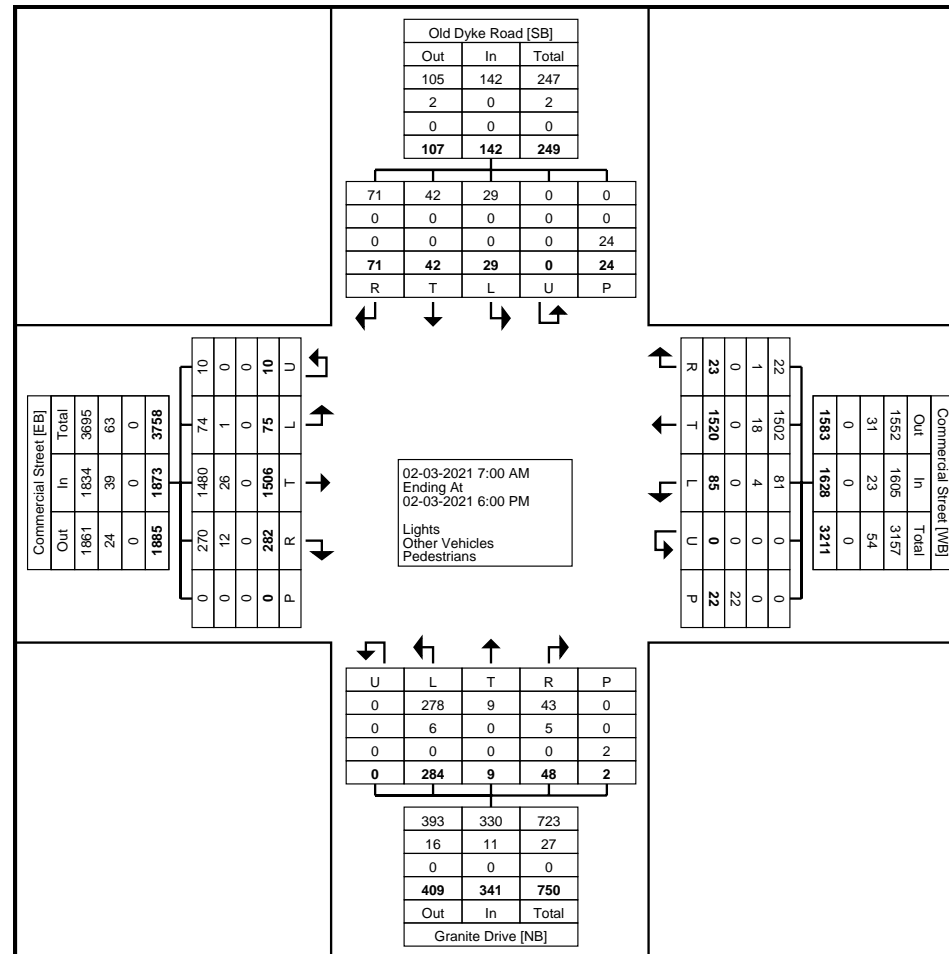 Old Dyke Road [SB]
Out In Total
105 142 247
2 0 2
0 0 0
107 142 249
71 42 29 0 0
0 0 0 0 0
0 0 0 0 24
71 42 29 0 24
R T L U P
Commercial Street [EB]
Total In Out
3695 1834 1861
63 39 24
0 0 0
3758 1873 1885
10 74 1480 270 0
0 1 26 12 0
0 0 0 0 0
10 75 1506 282 0
U L T R P
02-03-2021 7:00 AM
Ending At
02-03-2021 6:00 PM
Lights
Other Vehicles
Pedestrians
Commercial Street [WB]
Out In Total
1552 1605 3157
31 23 54
0 0 0
1583 1628 3211
22 1502 81 0 0
1 18 4 0 0
0 0 0 0 22
23 1520 85 0 22
R T L U P
U L T R P
0 278 9 43 0
0 6 0 5 0
0 0 0 0 2
0 284 9 48 2
393 330 723
16 11 27
0 0 0
409 341 750
Out In Total
Granite Drive [NB]